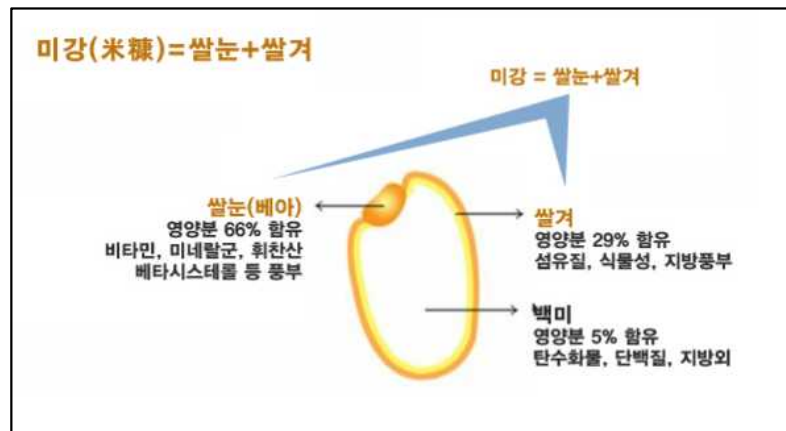 미강(米糠)=쌀눈+쌀겨
미강 = 쌀눈+쌀겨
쌀눈(베아)
영양분 66% 함유
비타민, 미네랄군, 휘찬산
베타시스테롤 등 풍부
쌀겨
영양분 29% 함유
섬유질, 식물성, 지방풍부
백미
영양분 5% 함유
탄수화물, 단백질, 지방외